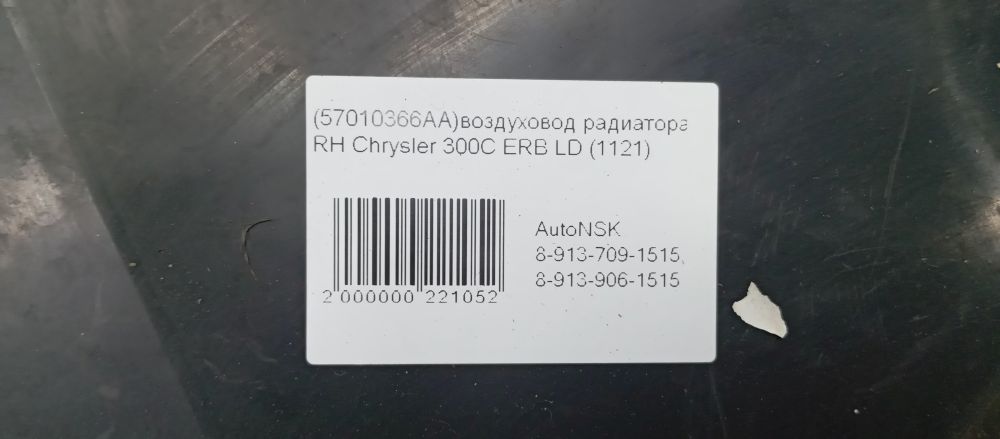 (57010366AA)воздуховод радиатора
RH Chrysler 300C ERB LD (1121)
AutoNSK
8-913-709-1515,
8-913-906-1515
2 000000 221052